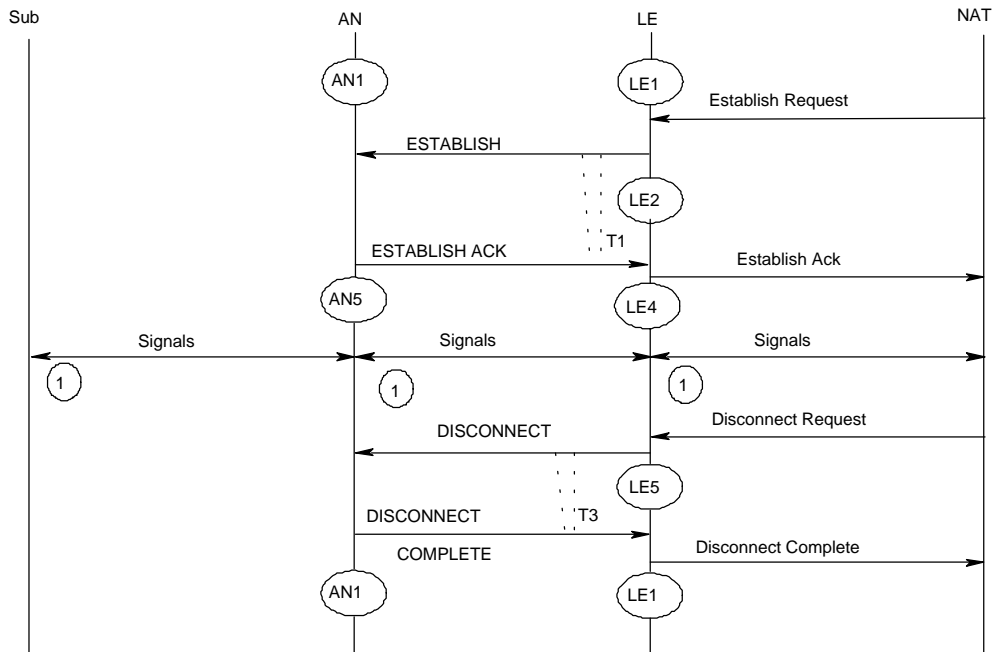 Sub
AN
LE
NAT
AN1
LE1
Establish Request
ESTABLISH
LE2
T1
ESTABLISH ACK
Establish Ack
AN5
LE4
Signals
Signals
Signals
1
1
1
Disconnect Request
DISCONNECT
LE5
T3
DISCONNECT
COMPLETE
Disconnect Complete
AN1
LE1